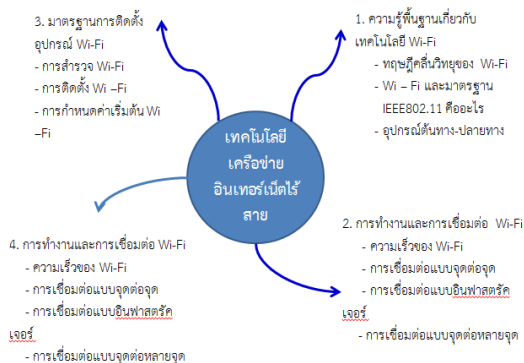 3. มาตรฐานการติดตั้ง
อุปกรณ์ Wi-Fi
- การสำรวจ Wi-Fi
- การติดตั้ง Wi –Fi
- การกำหนดค่าเริ่มต้น Wi
–Fi
1. ความรู้พื้นฐานเกี่ยวกับ
เทคโนโลยี Wi-Fi
- ทฤษฎีคลื่นวิทยุของ Wi-Fi
- Wi – Fi และมาตรฐาน
IEEE802.11 คืออะไร
- อุปกรณ์ต้นทาง-ปลายทาง
เทคโนโลยี
เครือข่าย
อินเทอร์เน็ตไร้
สาย
2. การทำงานและการเชื่อมต่อ Wi-Fi
- ความเร็วของ Wi-Fi
- การเชื่อมต่อแบบจุดต่อจุด
- การเชื่อมต่อแบบอินฟาสตรัค
เจอร์
- การเชื่อมต่อแบบจุดต่อหลายจุด
4. การทำงานและการเชื่อมต่อ Wi-Fi
- ความเร็วของ Wi-Fi
- การเชื่อมต่อแบบจุดต่อจุด
- การเชื่อมต่อแบบอินฟาสตรัค
เจอร์
- การเชื่อมต่อแบบจุดต่อหลายจุด